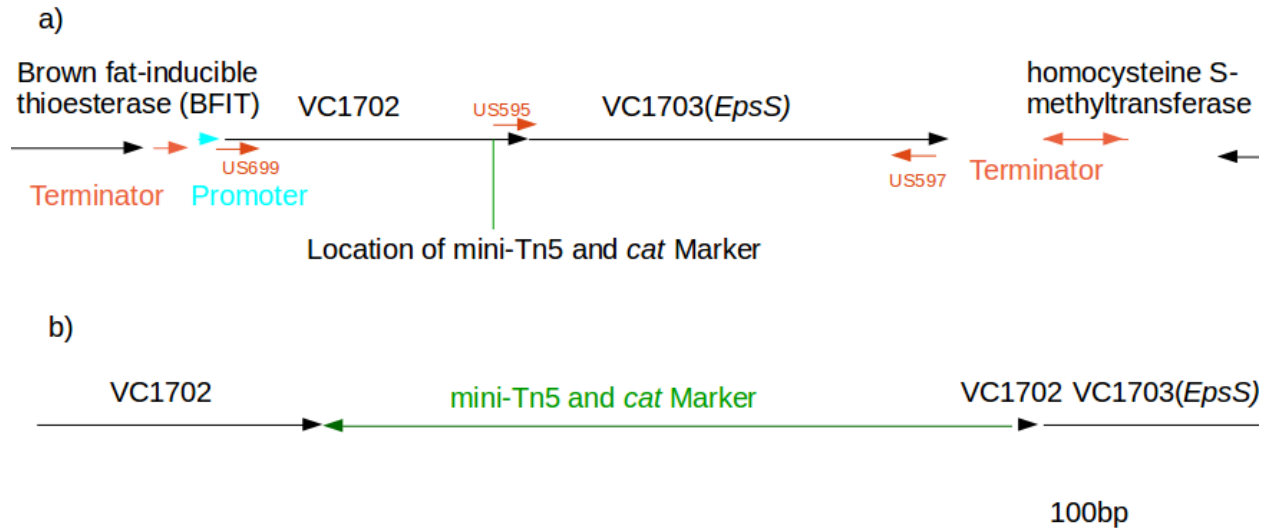 a)
Brown fat-inducible
thioesterase (BFIT)
VC1702
US595
VC1703(EpsS)
homocysteine S-
methyltransferase
US699
US597
Terminator
Promoter
Terminator
Location of mini-Tn5 and cat Marker
b)
VC1702
mini-Tn5 and cat Marker
VC1702 VC1703(EpsS)
100bp